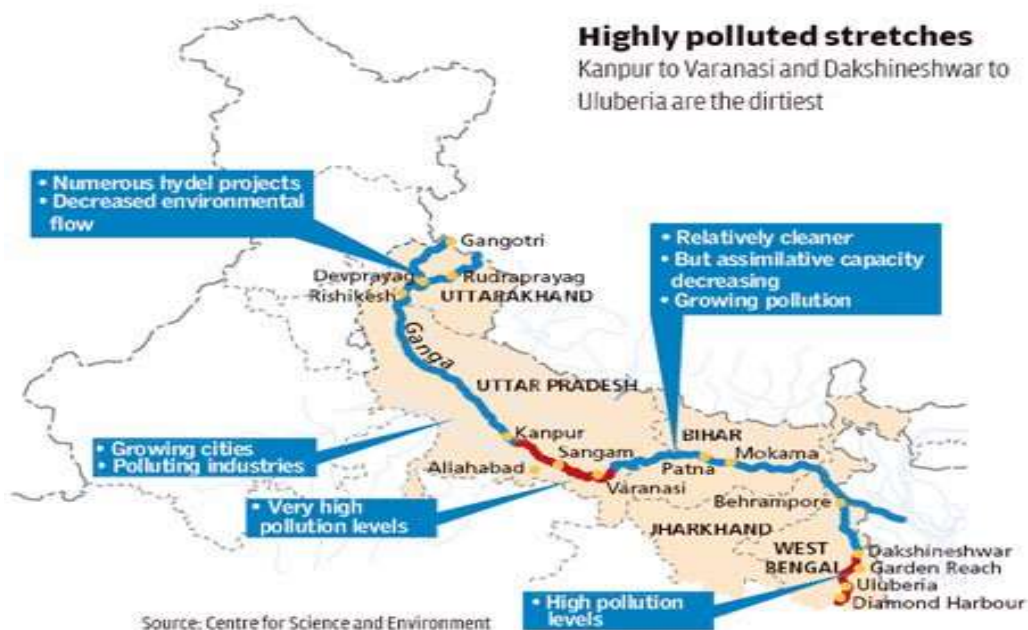 Highly polluted stretches
Kanpur to Varanasi and Dakshineshwar to
Uluberia are the dirtiest
• Numerous hydel projects
• Decreased environmental
flow
Gangotri
• Relatively cleaner
• But assimilative capacity
decreasing
• Growing pollution
Devprayag
Rudraprayag
Rishikesh
UTTARAKHAND
Ganga
UTTAR PRADESH
• Growing cities
• Polluting industries
Kanpur
Sangam
Allahabad
Varanasi
BIHAR
Patna
Mokama
• Very high
pollution levels
Behrampore
JHARKHAND
WEST
BENGAL
Dakshineshwar
Garden Reach
Uluberia
Diamond Harbour
• High pollution
levels
Source: Centre for Science and Environment